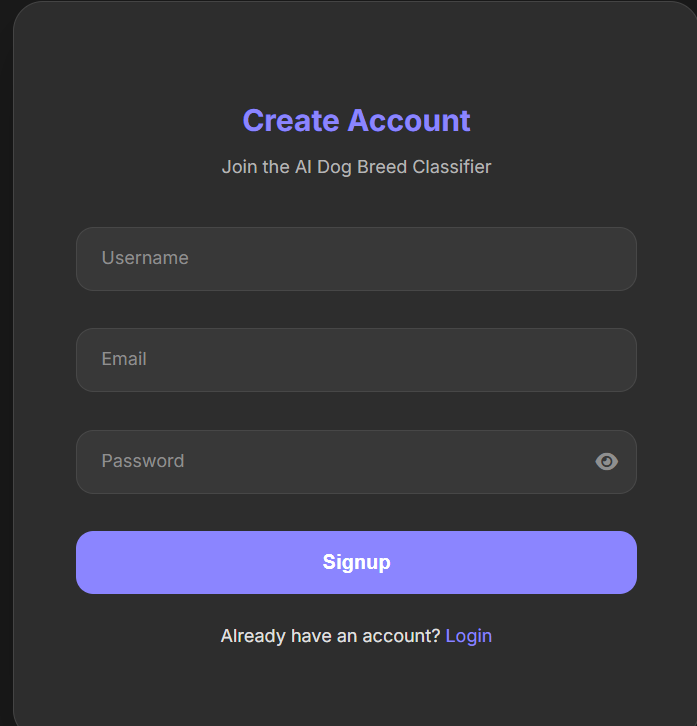 Create Account
Join the AI Dog Breed Classifier
Username
Email
Password
Signup
Already have an account? Login